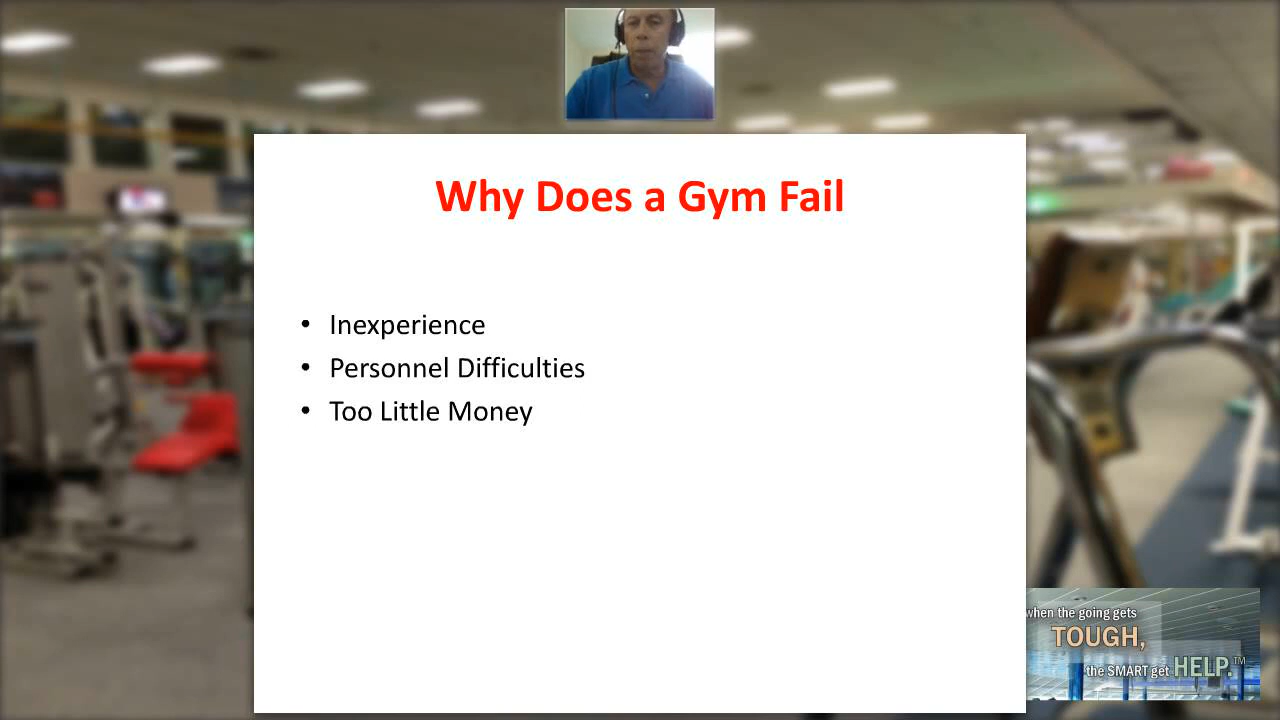 Why Does a Gym Fail
• Inexperience
• Personnel Difficulties
• Too Little Money
when the going gets
TOUGH,
the SMART get HELP.™